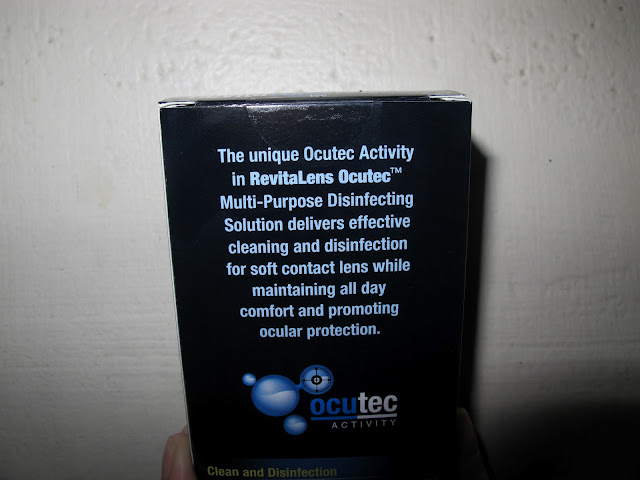 The unique Ocutec Activity
in RevitaLens Ocutec™
Multi-Purpose Disinfecting
Solution delivers effective
cleaning and disinfection
for soft contact lens while
maintaining all day
comfort and promoting
ocular protection.
ocutec
ACTIVITY
Clean and Disinfection